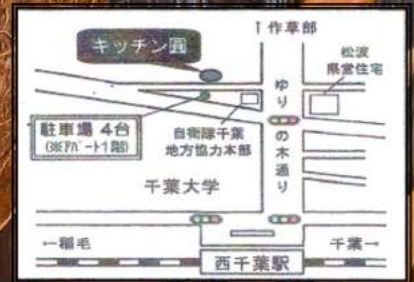 ↑作草部
キッチン圓
松波
県営住宅
ゆりの木通り
駐車場 4台
(※アパート1階)
自衛隊千葉
地方協力本部
千葉大学
←稲毛
千葉→
西千葉駅